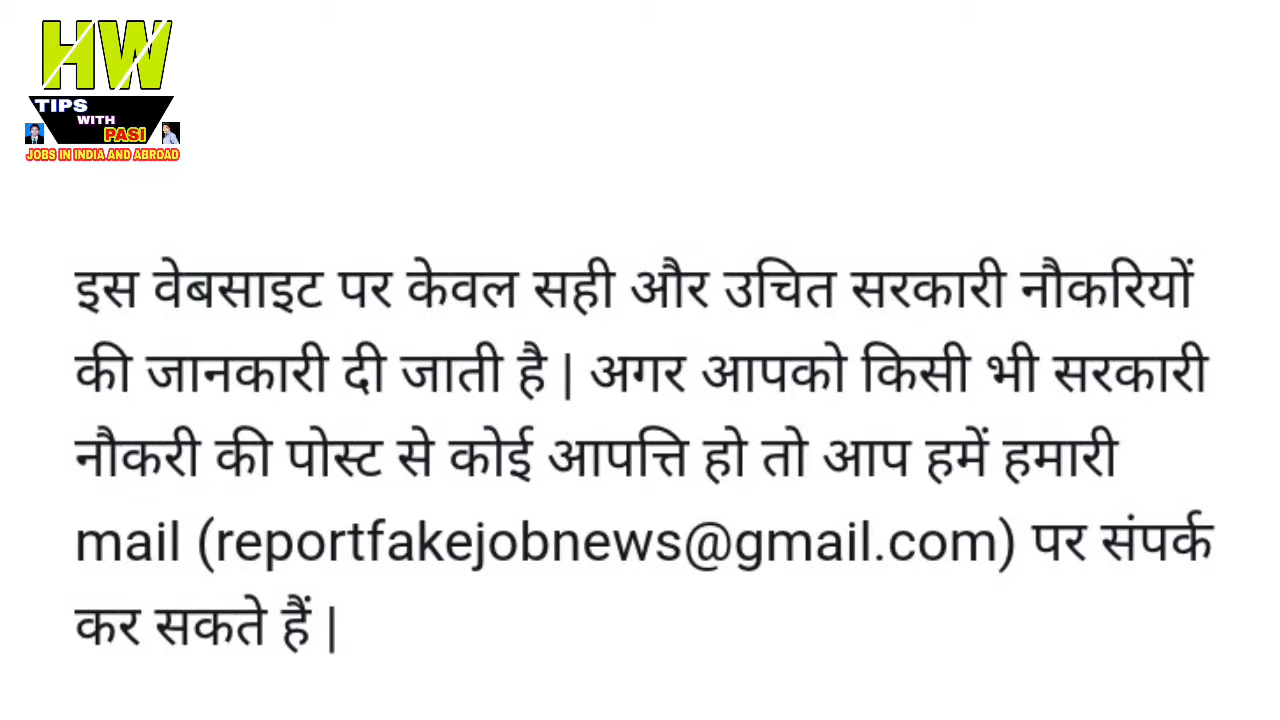 HW
TIPS
WITH
PASI
JOBS IN INDIA AND ABROAD
इस वेबसाइट पर केवल सही और उचित सरकारी नौकरियों
की जानकारी दी जाती है | अगर आपको किसी भी सरकारी
नौकरी की पोस्ट से कोई आपत्ति हो तो आप हमें हमारी
mail (reportfakejobnews@gmail.com) पर संपर्क
कर सकते हैं |